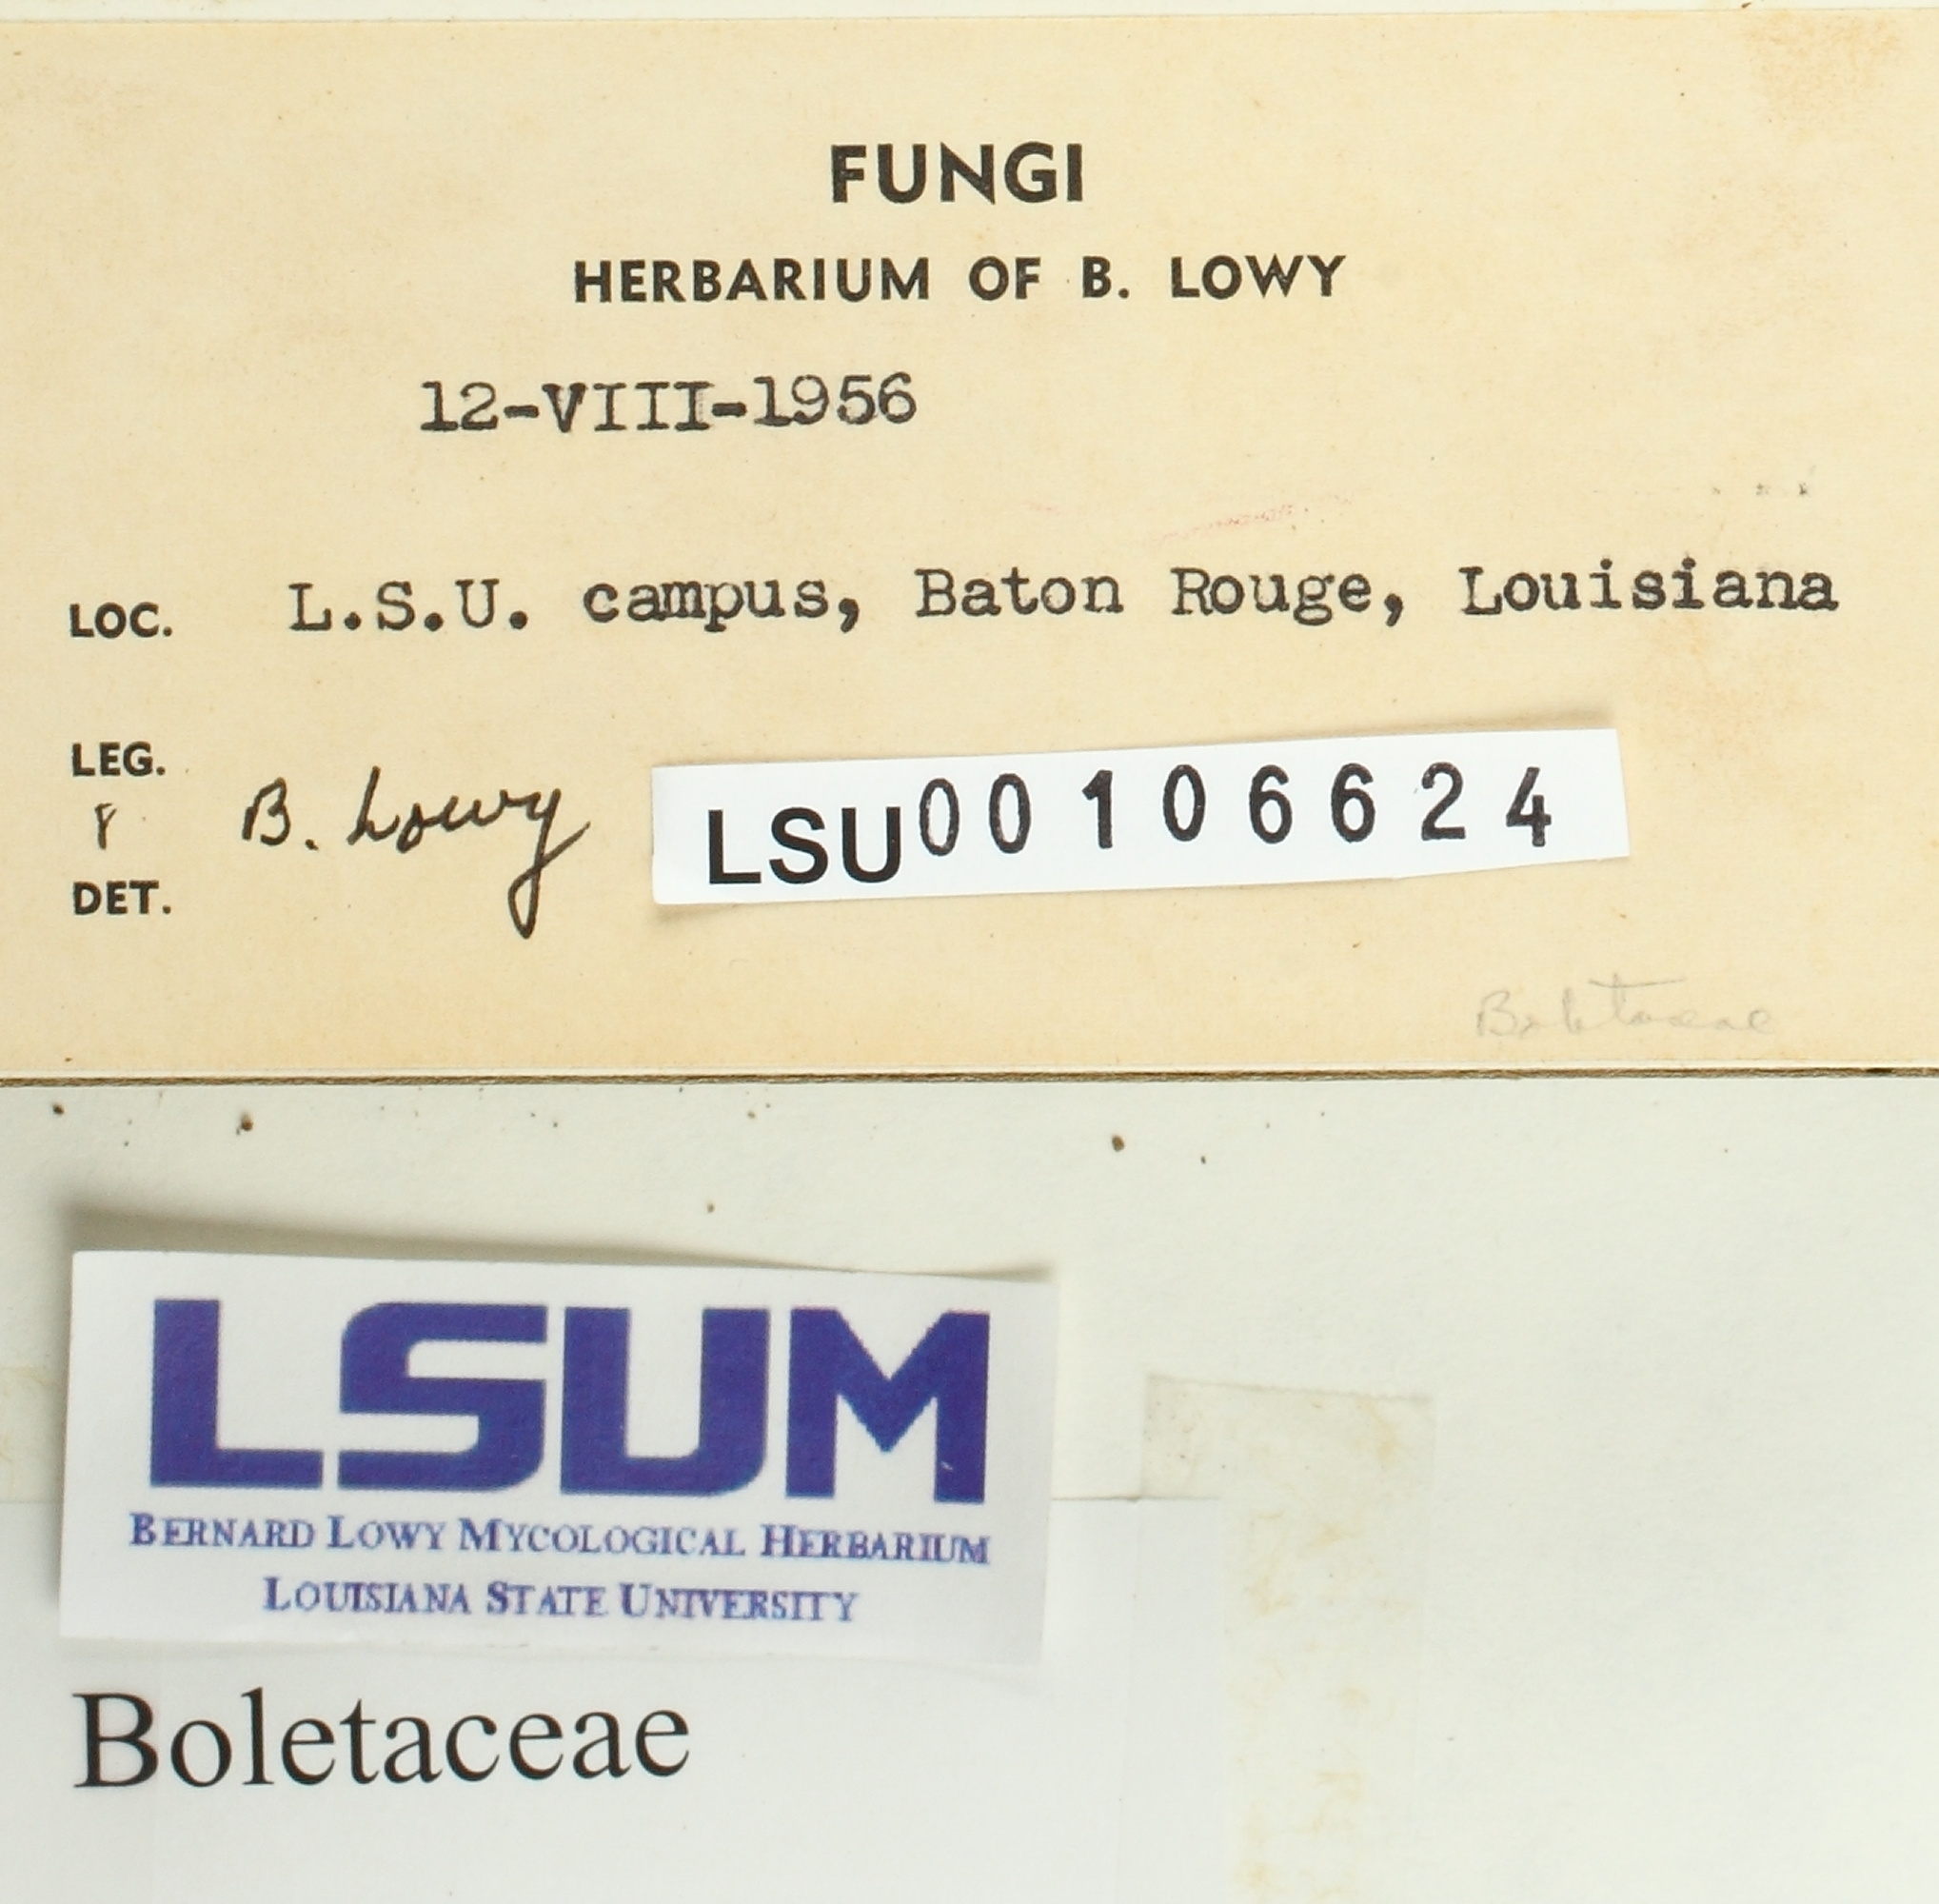 FUNGI
HERBARIUM OF B. LOWY
12-VIII-1956
LOC. L.S.U. campus, Baton Rouge, Louisiana
LEG.
B. Lowy
LSU00106624
DET.
Boletaceae
LSUM
BERNARD LOWY MYCOLOGICAL HERBARIUM
LOUISIANA STATE UNIVERSITY
Boletaceae